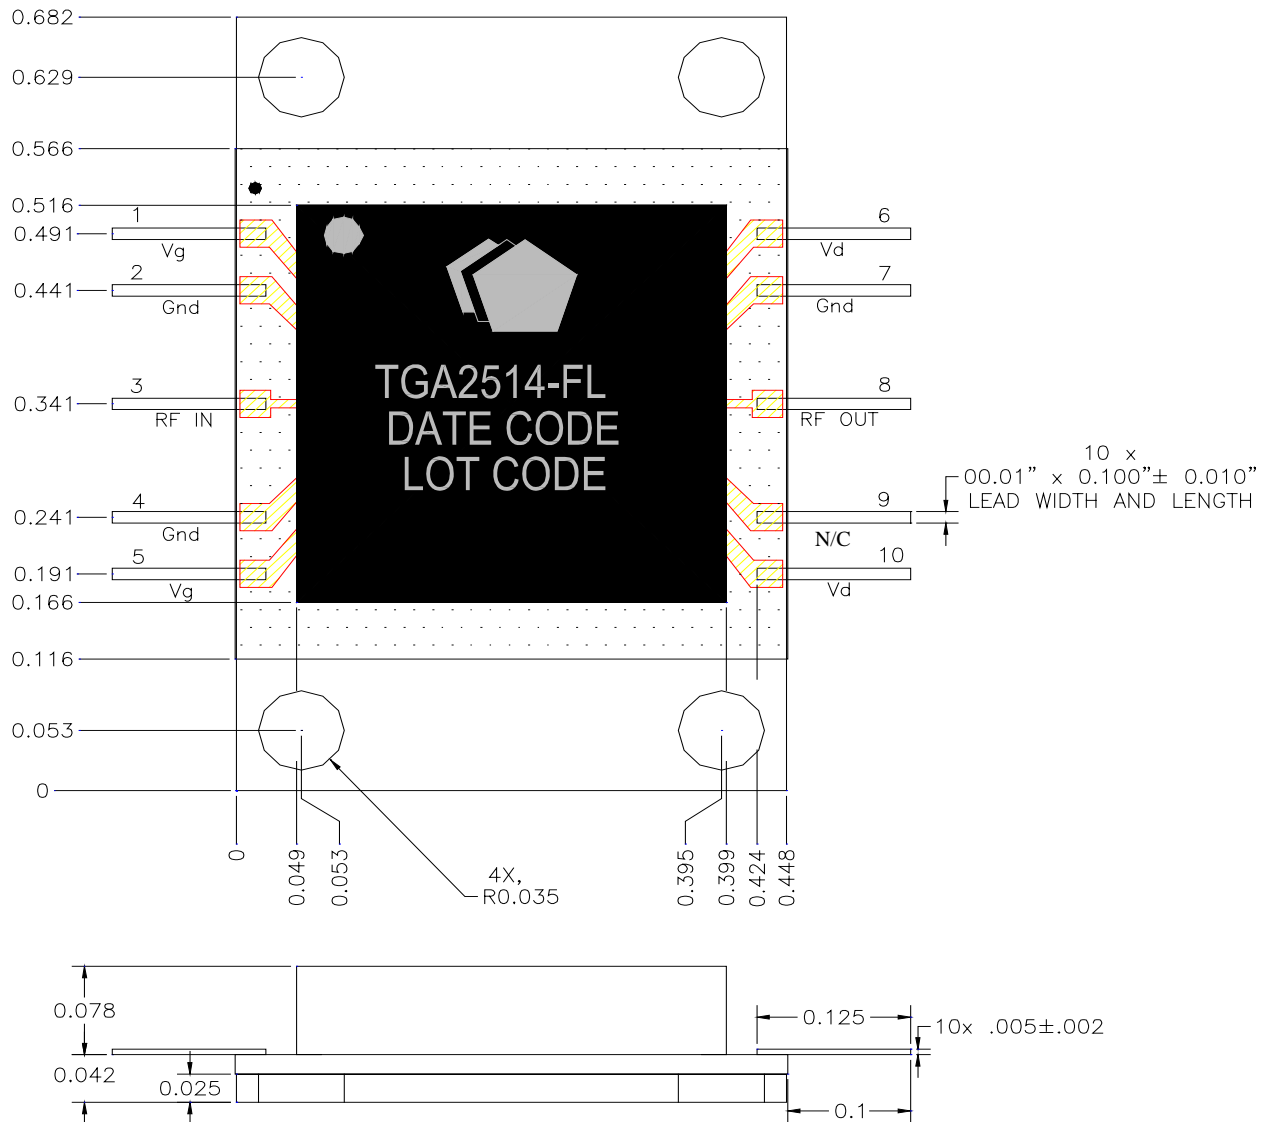 0.682
0.629
0.566
0.516
0.491
0.441
0.341
0.241
0.191
0.166
0.116
0.053
0
1
Vg
2
Gnd
3
RF IN
4
Gnd
5
Vg
TGA2514-FL
DATE CODE
LOT CODE
6
Vd
7
Gnd
8
RF OUT
9
N/C
10
Vd
10 x
00.01" x 0.100"± 0.010"
LEAD WIDTH AND LENGTH
0
0.049
0.053
0.395
0.399
0.424
0.448
4X,
R0.035
0.078
0.042
0.025
0.125
10x .005±.002
0.1